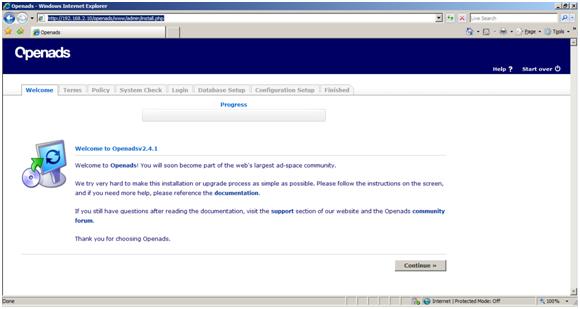 Openads - Windows Internet Explorer
http://192.168.2.10/openads/www/admin/install.php
Live Search
Openads
Page
Tools
Openads
Help ?
Start over
Welcome
Terms
Policy
System Check
Login
Database Setup
Configuration Setup
Finished
Progress
Welcome to Openadsv2.4.1
Welcome to Openads! You will soon become part of the web's largest ad-space community.
We try very hard to make this installation or upgrade process as simple as possible. Please follow the instructions on the screen,
and if you need more help, please reference the documentation.
If you still have questions after reading the documentation, visit the support section of our website and the Openads community
forum.
Thank you for choosing Openads.
Continue »
Done
Internet | Protected Mode: Off
100%